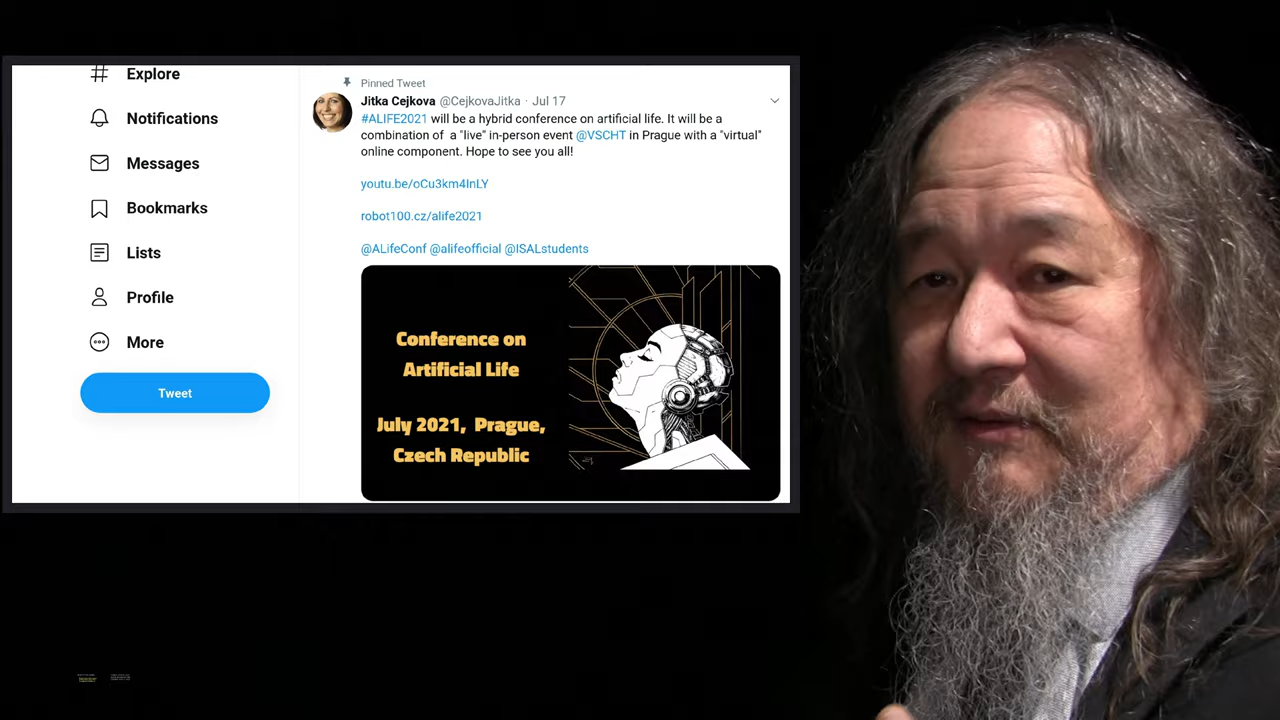 Explore
Notifications
Messages
Bookmarks
Lists
Profile
More
Tweet
Pinned Tweet
Jitka Cejkova @CejkovaJitka · Jul 17
#ALIFE2021 will be a hybrid conference on artificial life. It will be a
combination of a "live" in-person event @VSCHT in Prague with a "virtual"
online component. Hope to see you all!
youtu.be/oCu3km4InLY
robot100.cz/alife2021
@ALifeConf @alifeofficial @ISALstudents
Conference on
Artificial Life
July 2021, Prague,
Czech Republic